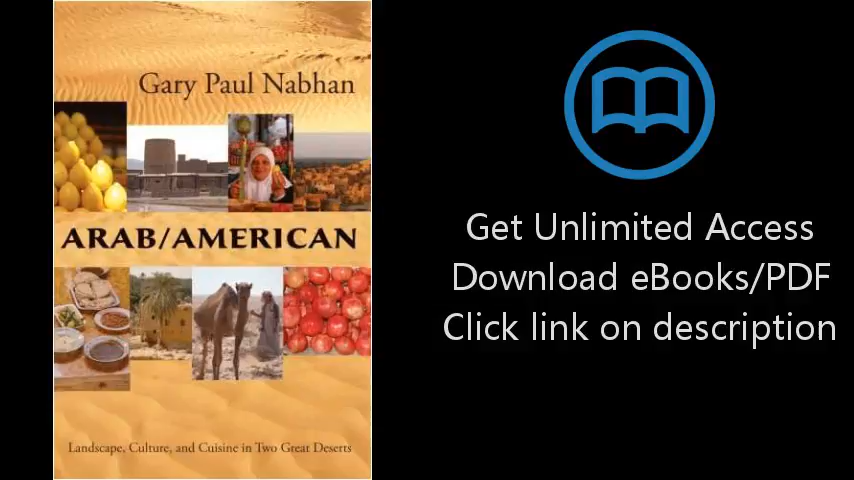 Gary Paul Nabhan
ARAB/AMERICAN
Landscape, Culture, and Cuisine in Two Great Deserts
Get Unlimited Access
Download eBooks/PDF
Click link on description